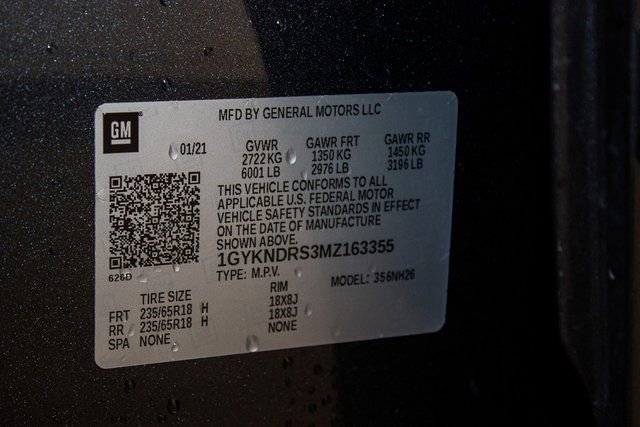 MFD BY GENERAL MOTORS LLC
GM
01/21 GVWR GAWR FRT GAWR RR
2722 KG 1350 KG 1450 KG
6001 LB 2976 LB 3196 LB
THIS VEHICLE CONFORMS TO ALL
APPLICABLE U.S. FEDERAL MOTOR
VEHICLE SAFETY STANDARDS IN EFFECT
ON THE DATE OF MANUFACTURE
SHOWN ABOVE.
1GYKNDRS3MZ163355
626D
TYPE: M.P.V. MODEL: 356NH26
TIRE SIZE RIM
FRT 235/65R18 H 18X8J
RR 235/65R18 H 18X8J
SPA NONE NONE